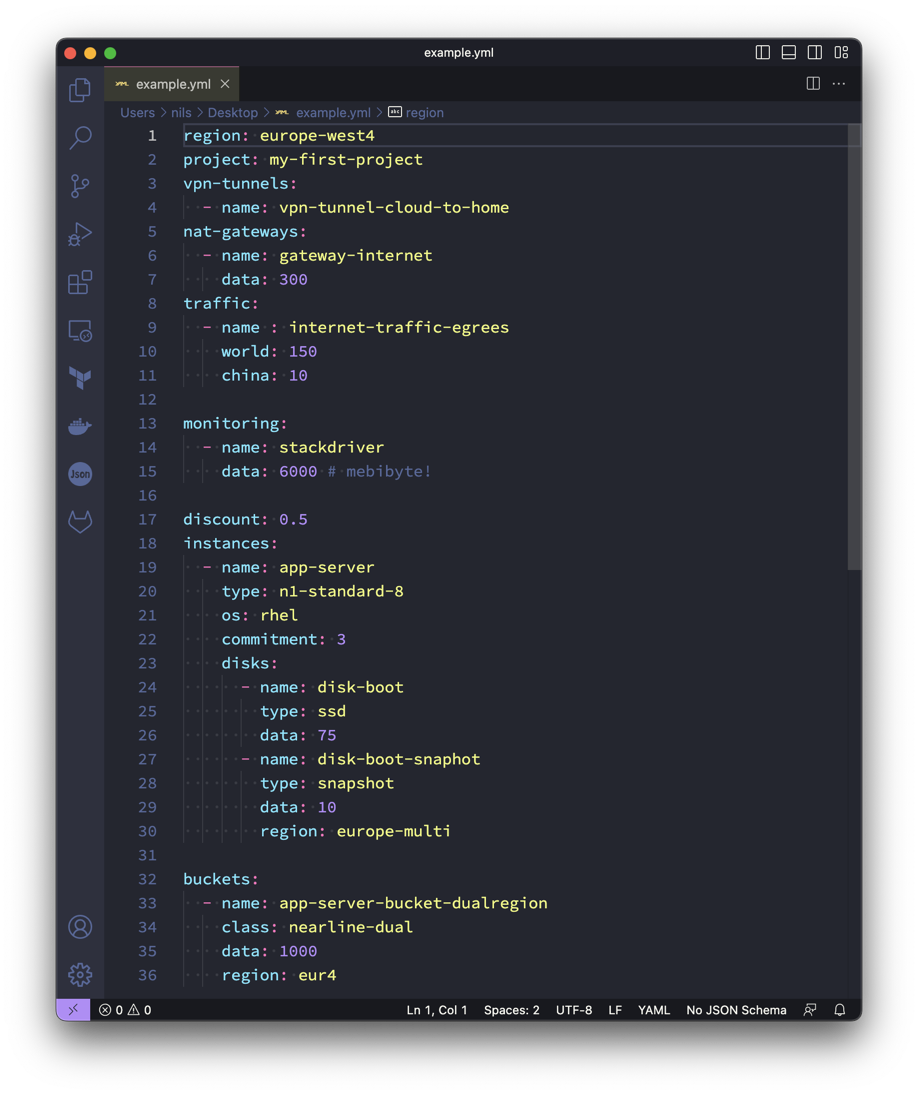 example.yml
example.yml
Users > nils > Desktop > example.yml > abc region
1 region: europe-west4
2 project: my-first-project
3 vpn-tunnels:
4   - name: vpn-tunnel-cloud-to-home
5 nat-gateways:
6   - name: gateway-internet
7     data: 300
8 traffic:
9   - name : internet-traffic-egrees
10     world: 150
11     china: 10
12
13 monitoring:
14   - name: stackdriver
15     data: 6000 # mebibyte!
16
17 discount: 0.5
18 instances:
19   - name: app-server
20     type: n1-standard-8
21     os: rhel
22     commitment: 3
23     disks:
24       - name: disk-boot
25         type: ssd
26         data: 75
27       - name: disk-boot-snaphot
28         type: snapshot
29         data: 10
30         region: europe-multi
31
32 buckets:
33   - name: app-server-bucket-dualregion
34     class: nearline-dual
35     data: 1000
36     region: eur4
Json
0 0 Ln 1, Col 1 Spaces: 2 UTF-8 LF YAML No JSON Schema